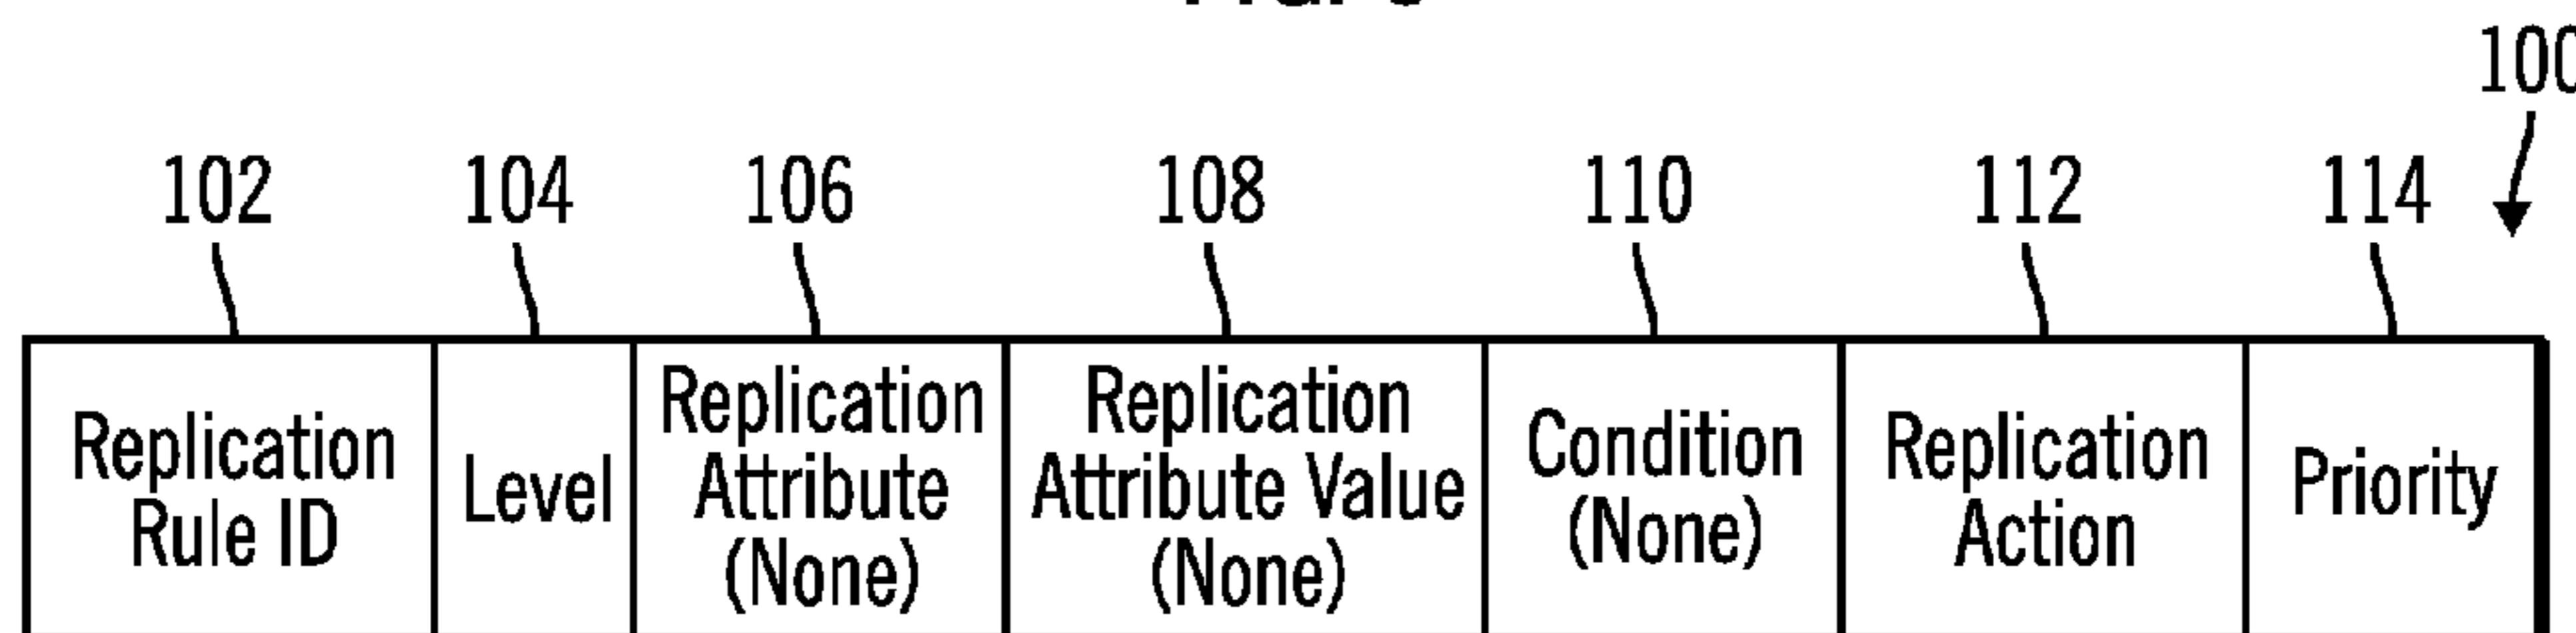 100
102 104 106 108 110 112 114
Replication Rule ID
Level
Replication Attribute (None)
Replication Attribute Value (None)
Condition (None)
Replication Action
Priority